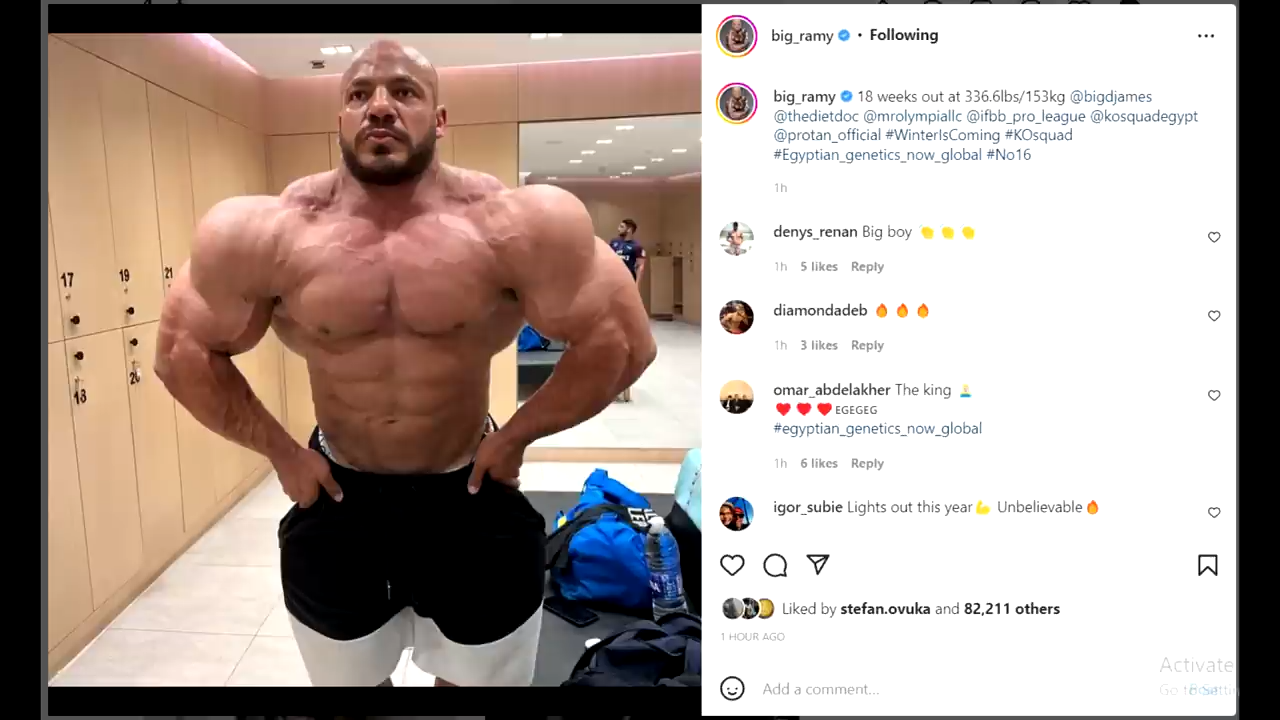 big_ramy • Following
big_ramy 18 weeks out at 336.6lbs/153kg @bigdjames
@thedietdoc @mrolympiallc @ifbb_pro_league @kosquadegypt
@protan_official #WinterIsComing #KOsquad
#Egyptian_genetics_now_global #No16
1h
denys_renan Big boy 👏 👏 👏
1h 5 likes Reply
diamondadeb 🔥 🔥 🔥
1h 3 likes Reply
omar_abdelakher The king
❤️ ❤️ ❤️ EGEGEG
#egyptian_genetics_now_global
1h 6 likes Reply
igor_subie Lights out this year💪 Unbelievable🔥
Liked by stefan.ovuka and 82,211 others
1 HOUR AGO
Add a comment...
Activate
17
19
21
18
20